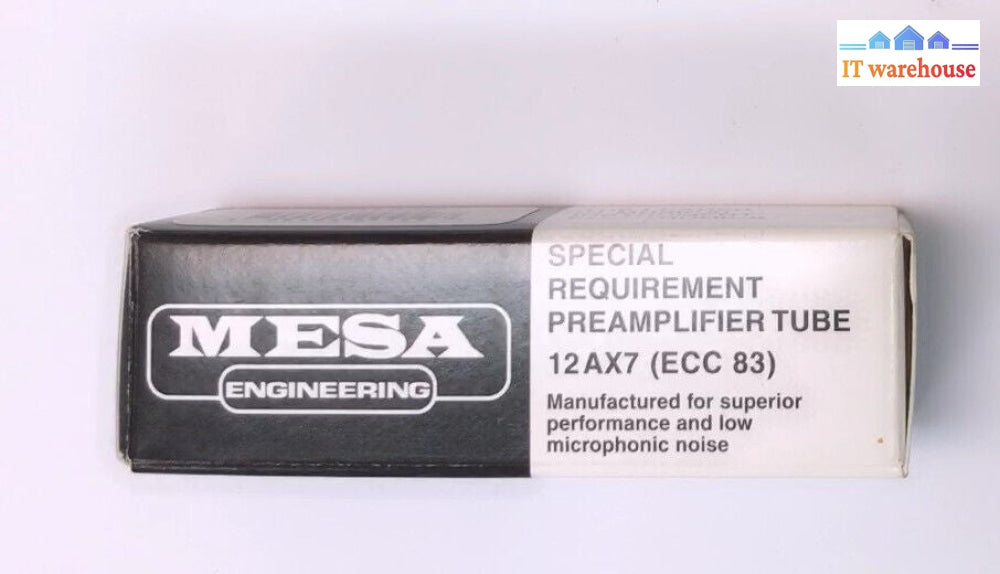 IT warehouse
MESA
ENGINEERING
SPECIAL
REQUIREMENT
PREAMPLIFIER TUBE
12AX7 (ECC 83)
Manufactured for superior
performance and low
microphonic noise